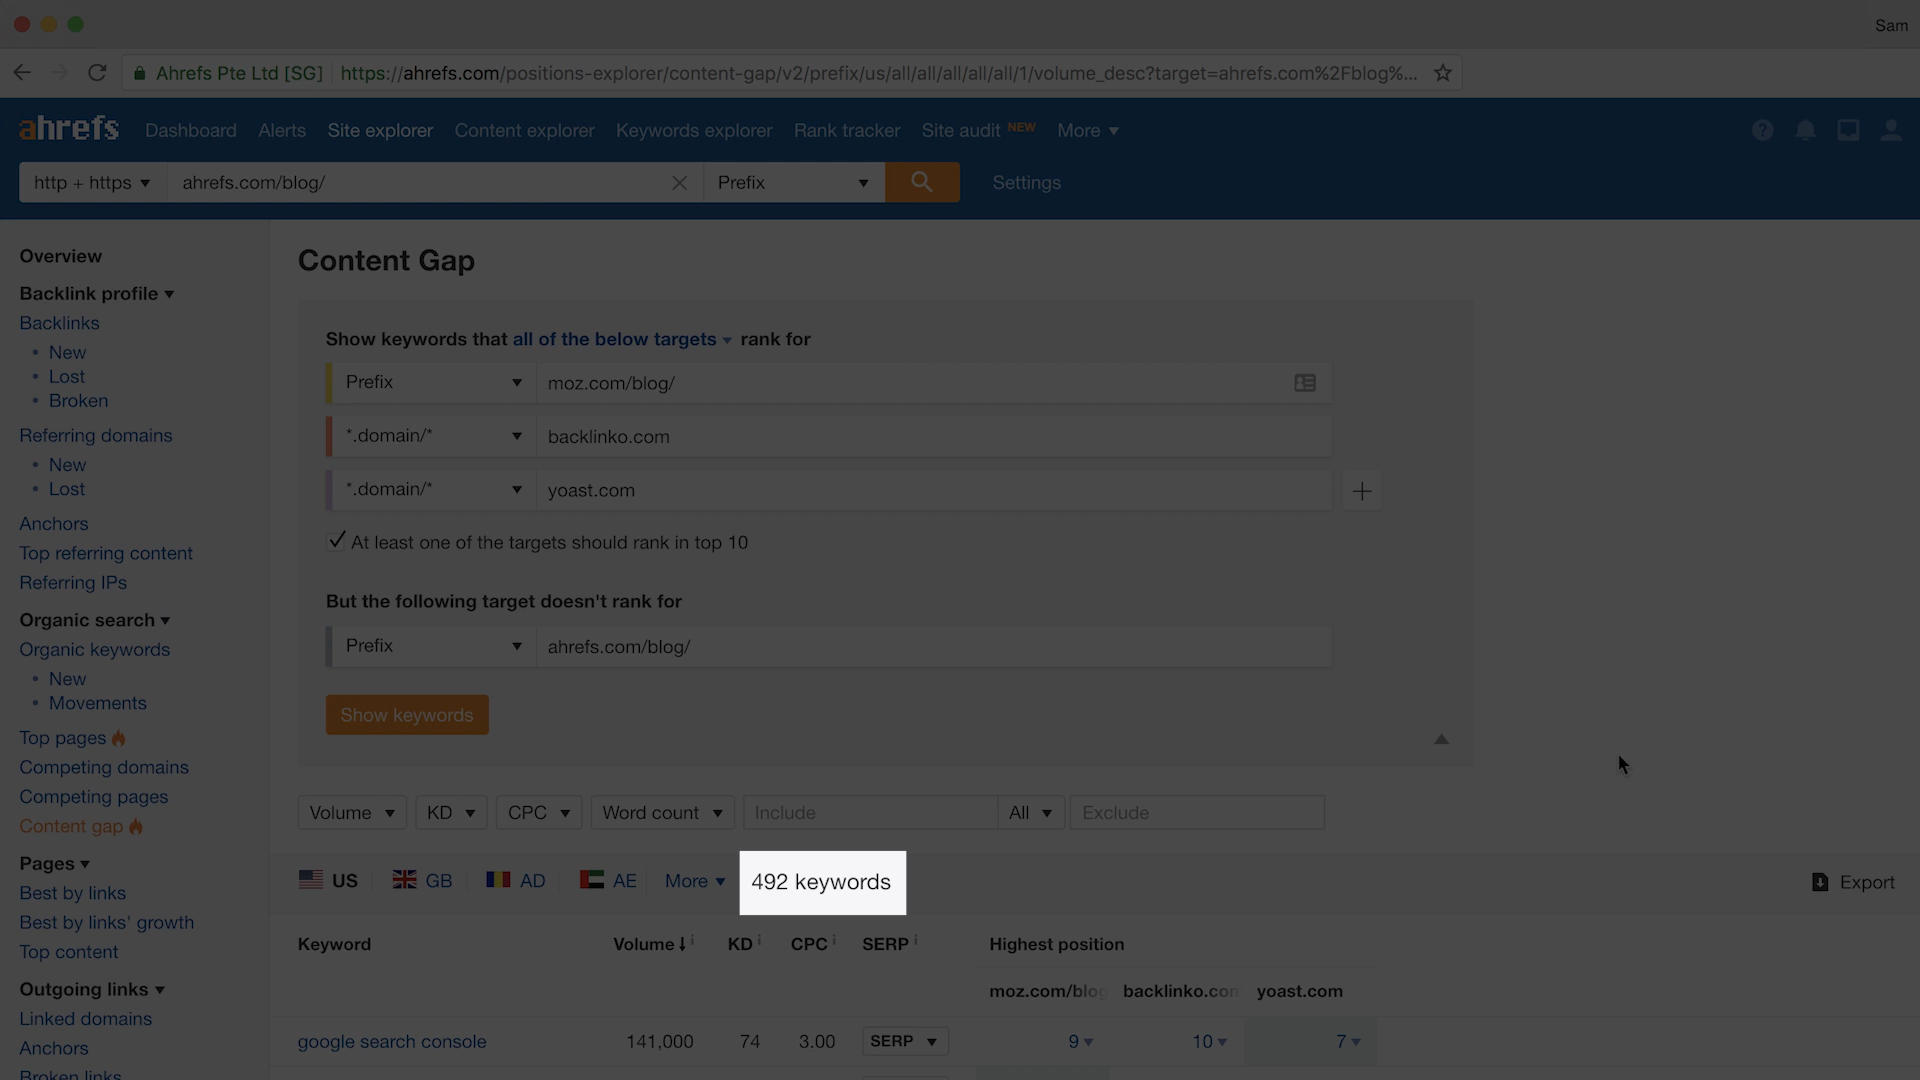 Sam
Ahrefs Pte Ltd [SG] https://ahrefs.com/positions-explorer/content-gap/v2/prefix/us/all/all/all/all/all/1/volume_desc?target=ahrefs.com%2Fblog%...
ahrefs Dashboard Alerts Site explorer Content explorer Keywords explorer Rank tracker Site audit NEW More
http + https ahrefs.com/blog/ Prefix Settings
Overview
Backlink profile
Backlinks
• New
• Lost
• Broken
Referring domains
• New
• Lost
Anchors
Top referring content
Referring IPs
Organic search
Organic keywords
• New
• Movements
Top pages
Competing domains
Competing pages
Content gap
Pages
Best by links
Best by links' growth
Top content
Outgoing links
Linked domains
Anchors
Broken links
Content Gap
Show keywords that all of the below targets rank for
Prefix moz.com/blog/
*.domain/* backlinko.com
*.domain/* yoast.com
At least one of the targets should rank in top 10
But the following target doesn't rank for
Prefix ahrefs.com/blog/
Show keywords
Volume KD CPC Word count Include All Exclude
US GB AD AE More 492 keywords Export
Keyword Volume KD CPC SERP Highest position
moz.com/blog backlinko.com yoast.com
google search console 141,000 74 3.00 SERP 9 10 7